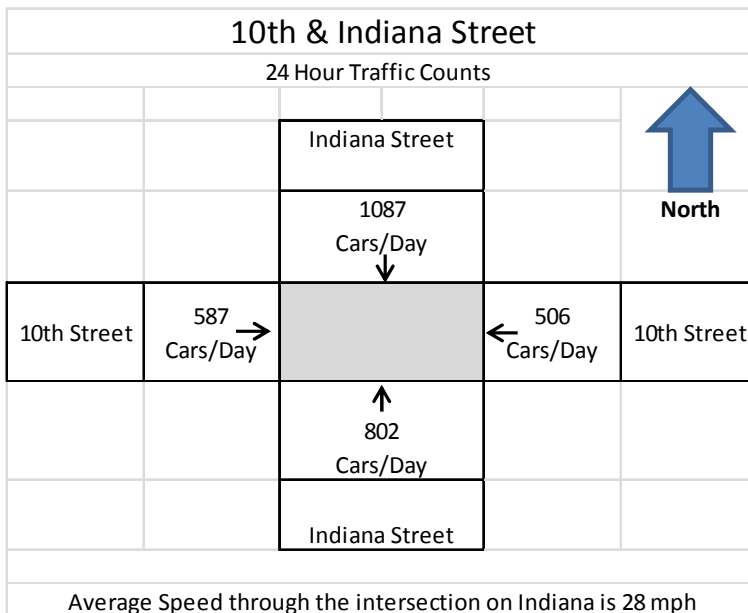 10th & Indiana Street
24 Hour Traffic Counts
Indiana Street
1087
Cars/Day
North
10th Street
587
Cars/Day
506
Cars/Day
10th Street
802
Cars/Day
Indiana Street
Average Speed through the intersection on Indiana is 28 mph